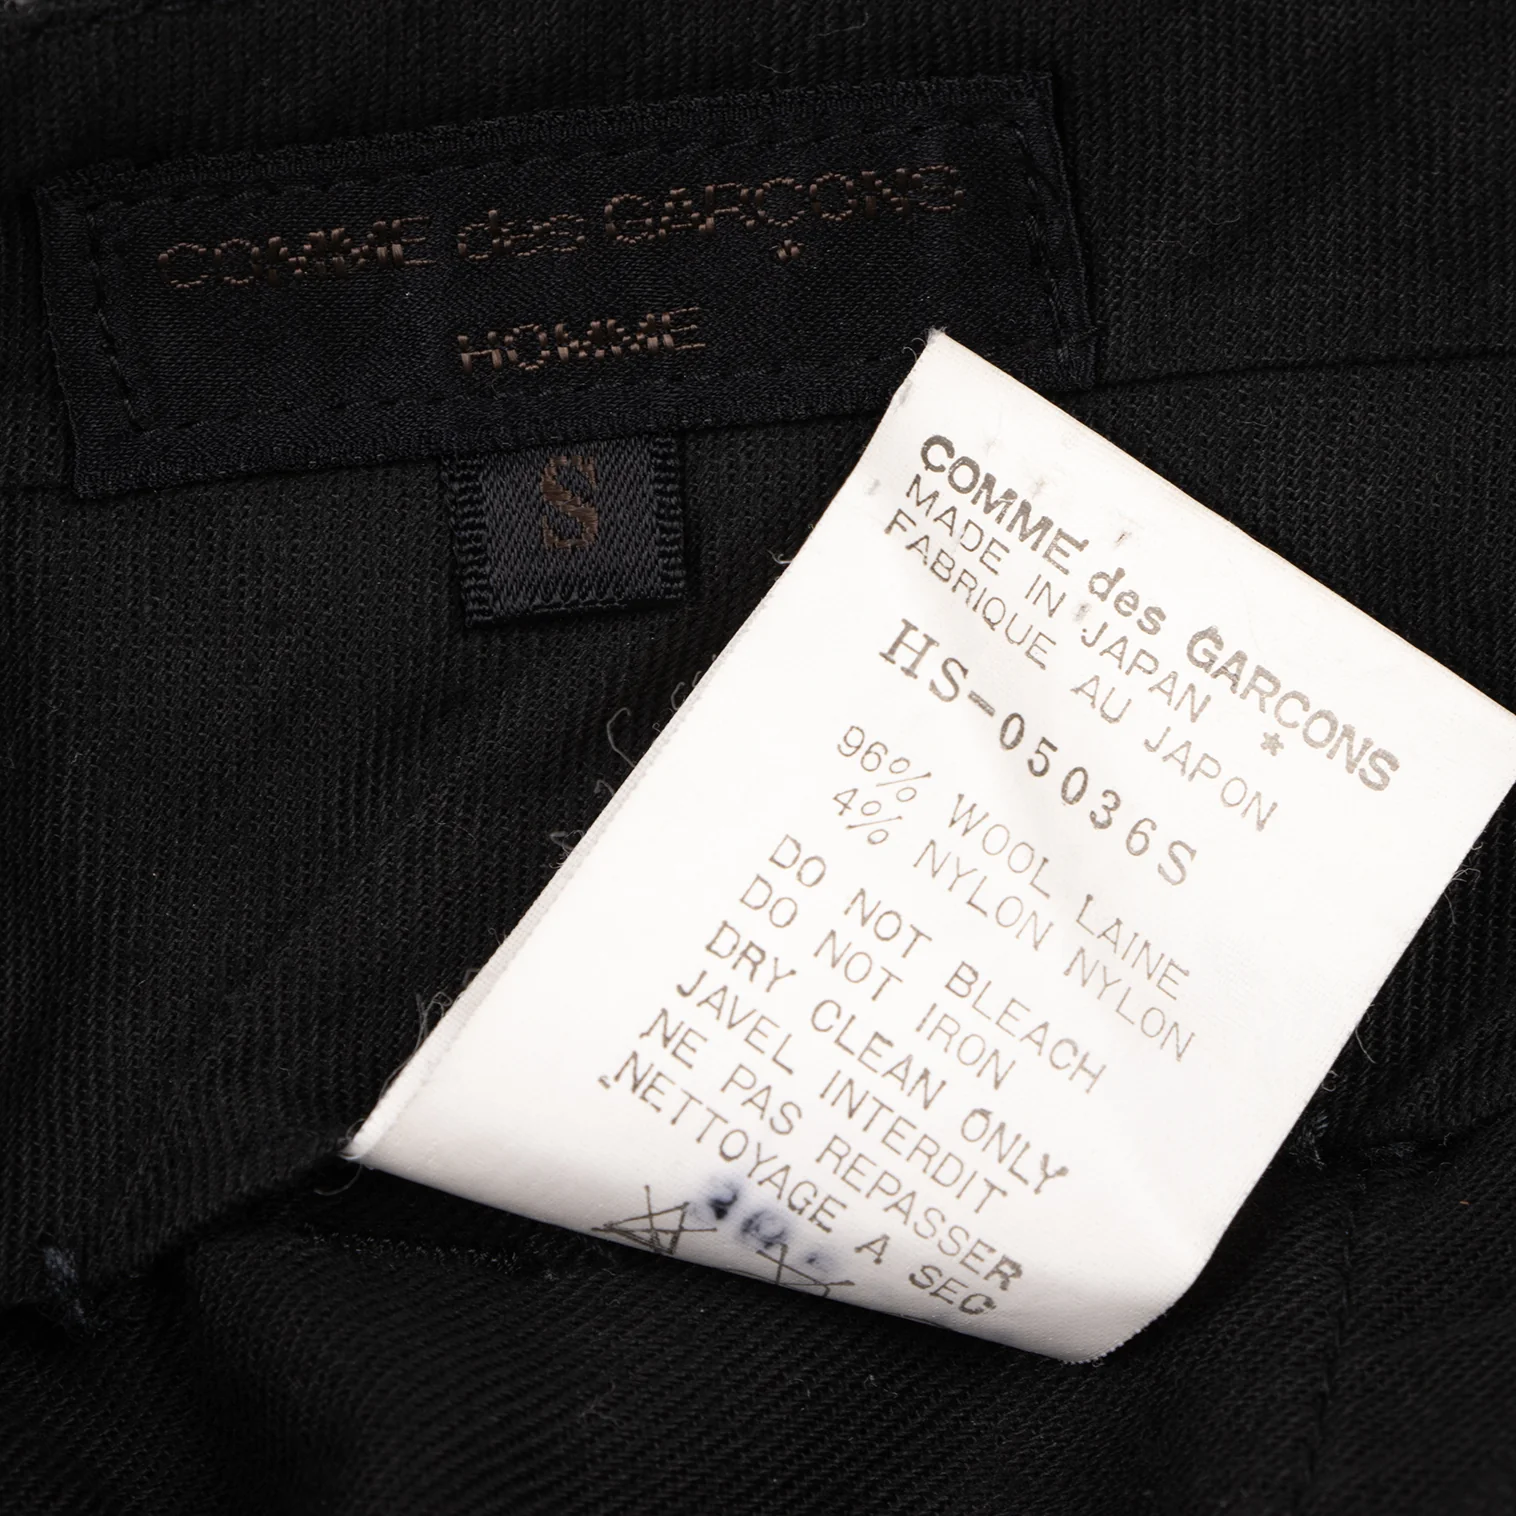 COMME des GARÇONS
HOMME
S
COMME des GARCONS
MADE IN JAPAN *
FABRIQUE AU JAPON
HS-05036S
96% WOOL LAINE
4% NYLON NYLON
DO NOT BLEACH
DO NOT IRON
DRY CLEAN ONLY
JAVEL INTERDIT
NE PAS REPASSER
NETTOYAGE A SEC